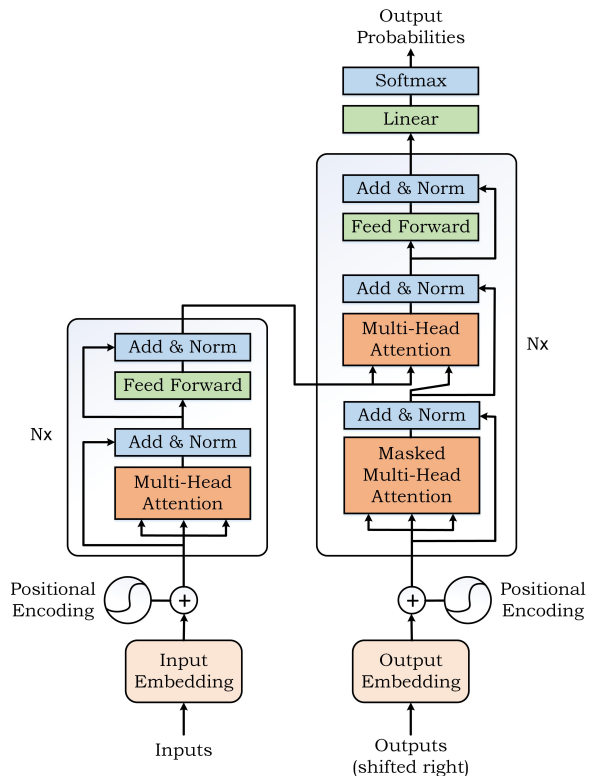 Output
Probabilities
Softmax
Linear
Add & Norm
Feed Forward
Add & Norm
Multi-Head
Attention
Nx
Add & Norm
Masked
Multi-Head
Attention
Add & Norm
Feed Forward
Nx
Add & Norm
Multi-Head
Attention
Positional
Encoding
+
+
Positional
Encoding
Input
Embedding
Output
Embedding
Inputs
Outputs
(shifted right)